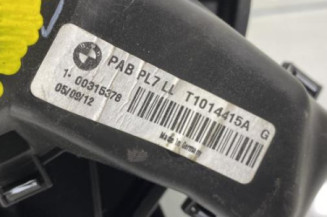 PAB PL7 LL T1014415A G
1- 00315378
05/09/12
Made in Germany